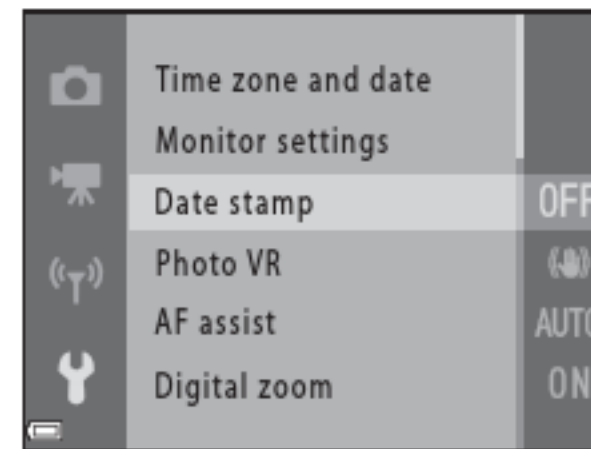 Time zone and date
Monitor settings
Date stamp OFF
Photo VR
AF assist AUTO
Digital zoom ON